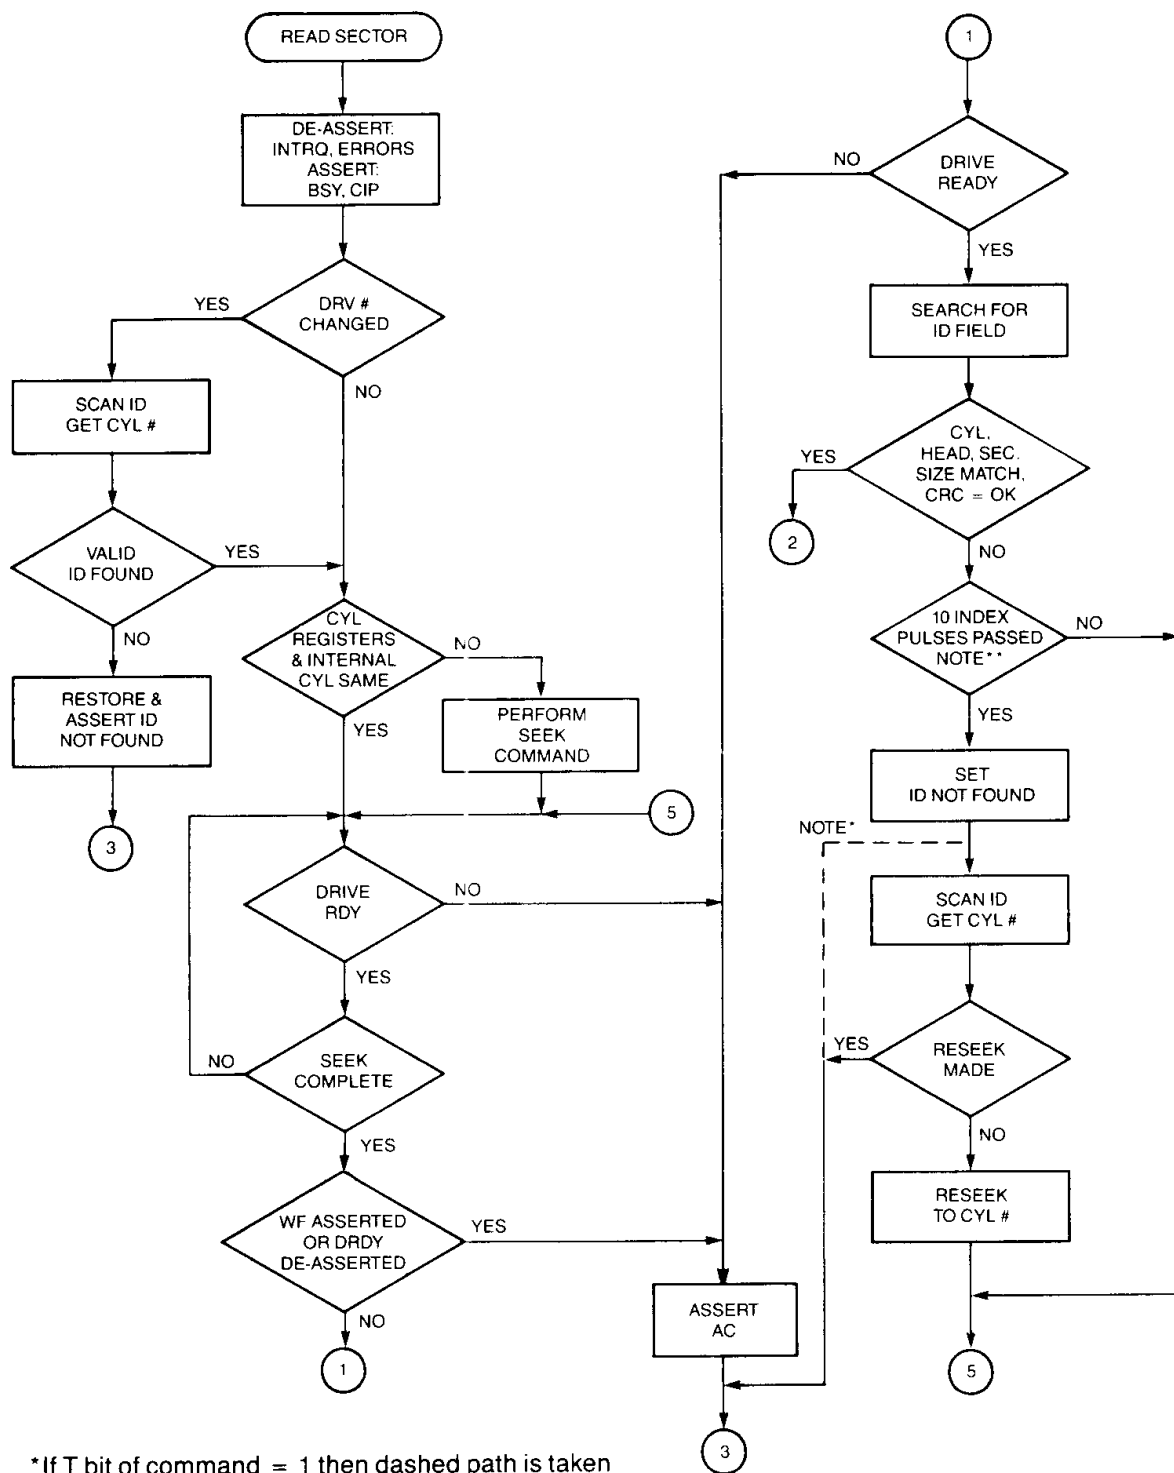 READ SECTOR
DE-ASSERT:
INTRQ, ERRORS
ASSERT:
BSY, CIP
DRV #
CHANGED
YES
NO
SCAN ID
GET CYL #
VALID
ID FOUND
YES
NO
RESTORE &
ASSERT ID
NOT FOUND
3
CYL
REGISTERS
& INTERNAL
CYL SAME
NO
YES
PERFORM
SEEK
COMMAND
5
DRIVE
RDY
NO
YES
SEEK
COMPLETE
NO
YES
WF ASSERTED
OR DRDY
DE-ASSERTED
YES
NO
1
ASSERT
AC
3
1
DRIVE
READY
NO
YES
SEARCH FOR
ID FIELD
CYL,
HEAD, SEC.
SIZE MATCH,
CRC = OK
YES
2
NO
10 INDEX
PULSES PASSED
NOTE**
NO
YES
SET
ID NOT FOUND
NOTE*
SCAN ID
GET CYL #
RESEEK
MADE
YES
NO
RESEEK
TO CYL #
5
*If T bit of command = 1 then dashed path is taken